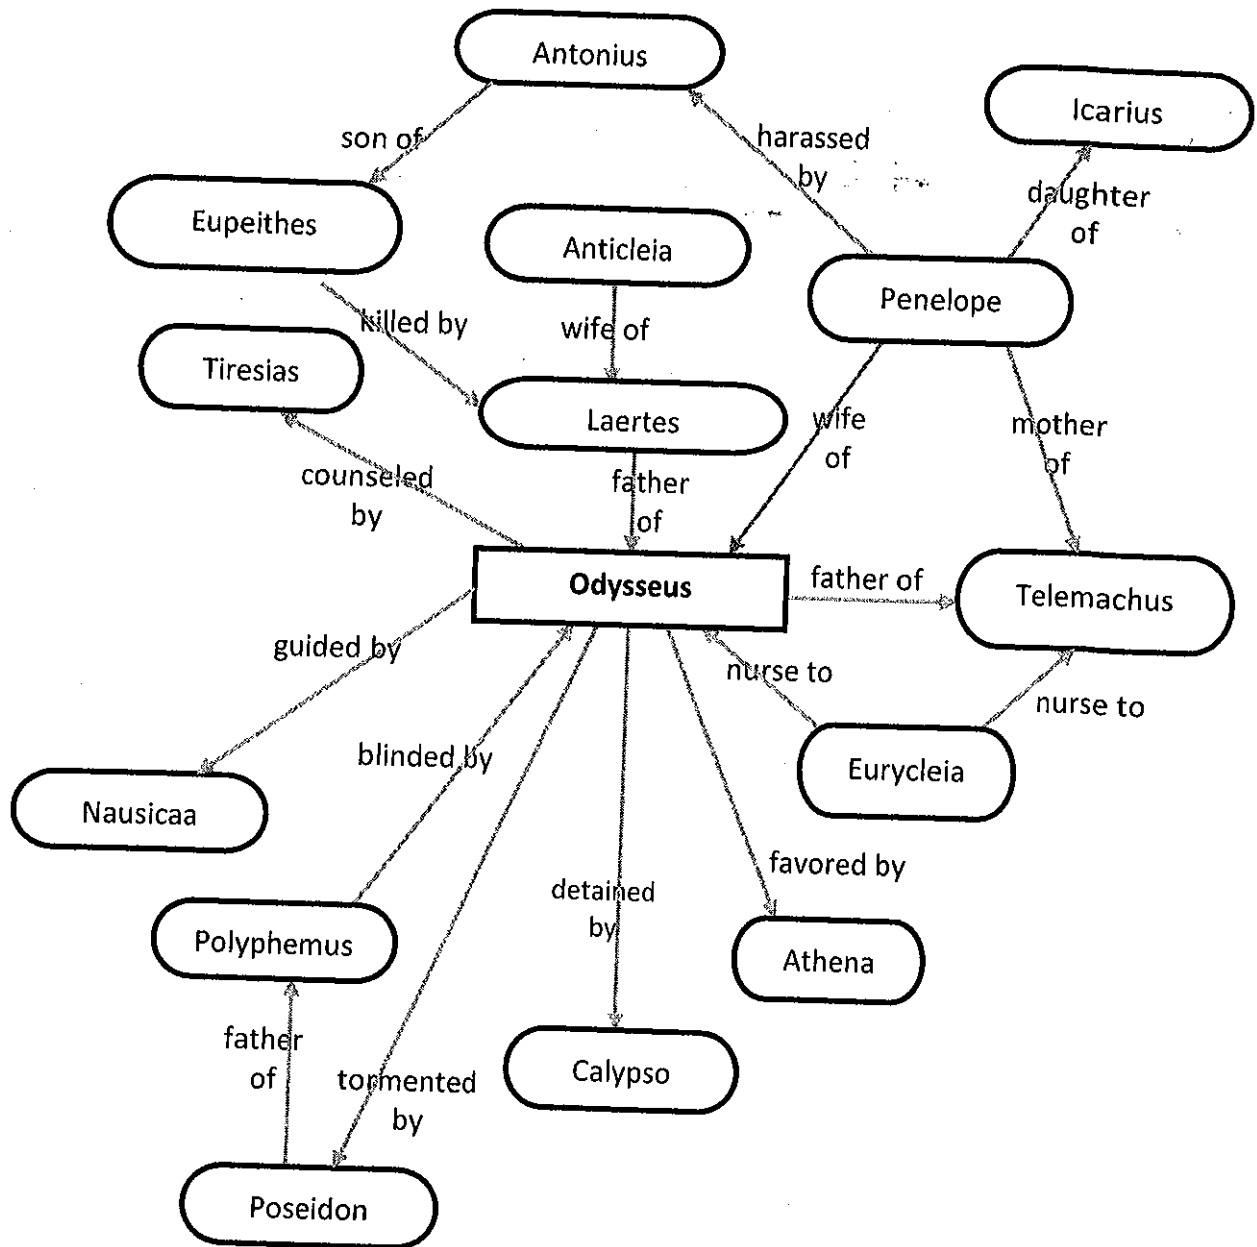 Antonius
Icarius
son of
harassed
by
daughter
of
Eupeithes
Anticleia
Penelope
killed by
wife of
Tiresias
Laertes
wife
of
mother
of
counseled
by
father
of
Odysseus
father of
Telemachus
guided by
nurse to
nurse to
blinded by
Eurycleia
Nausicaa
favored by
detained
by
Polyphemus
Athena
father
of
tormented
by
Calypso
Poseidon